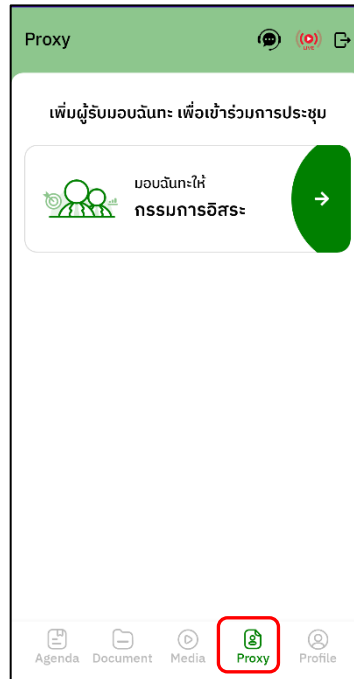 Proxy
LIVE
เพิ่มผู้รับมอบฉันทะ เพื่อเข้าร่วมการประชุม
มอบฉันทะให้
กรรมการอิสระ
Agenda Document Media Proxy Profile